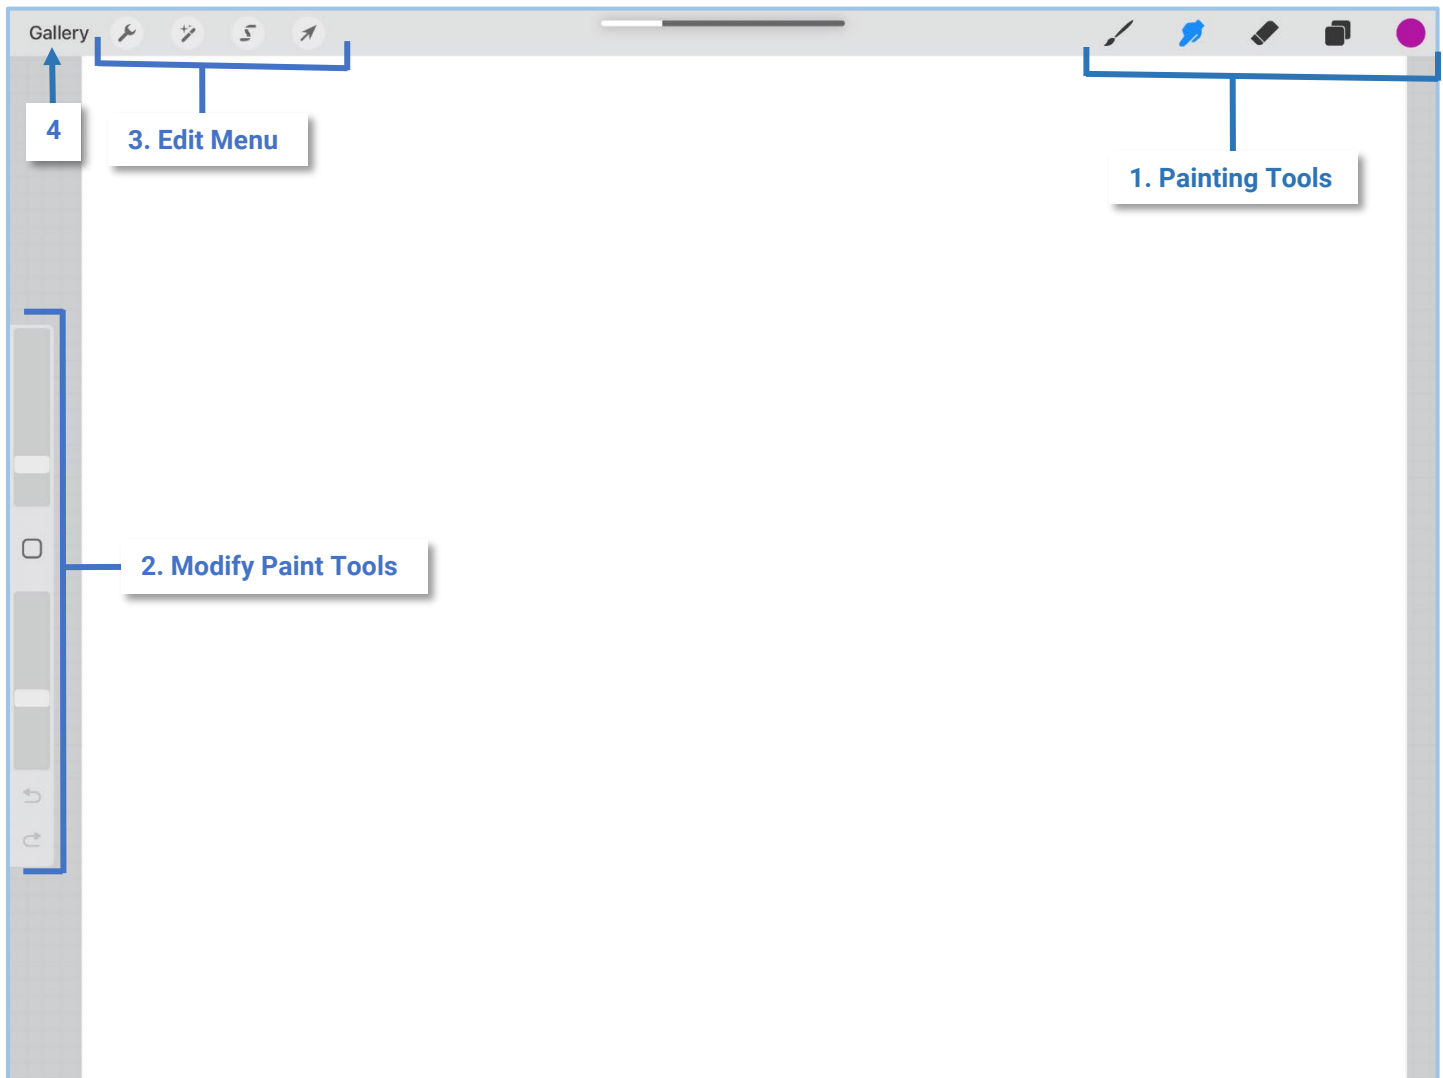 Gallery
4
3. Edit Menu
1. Painting Tools
2. Modify Paint Tools